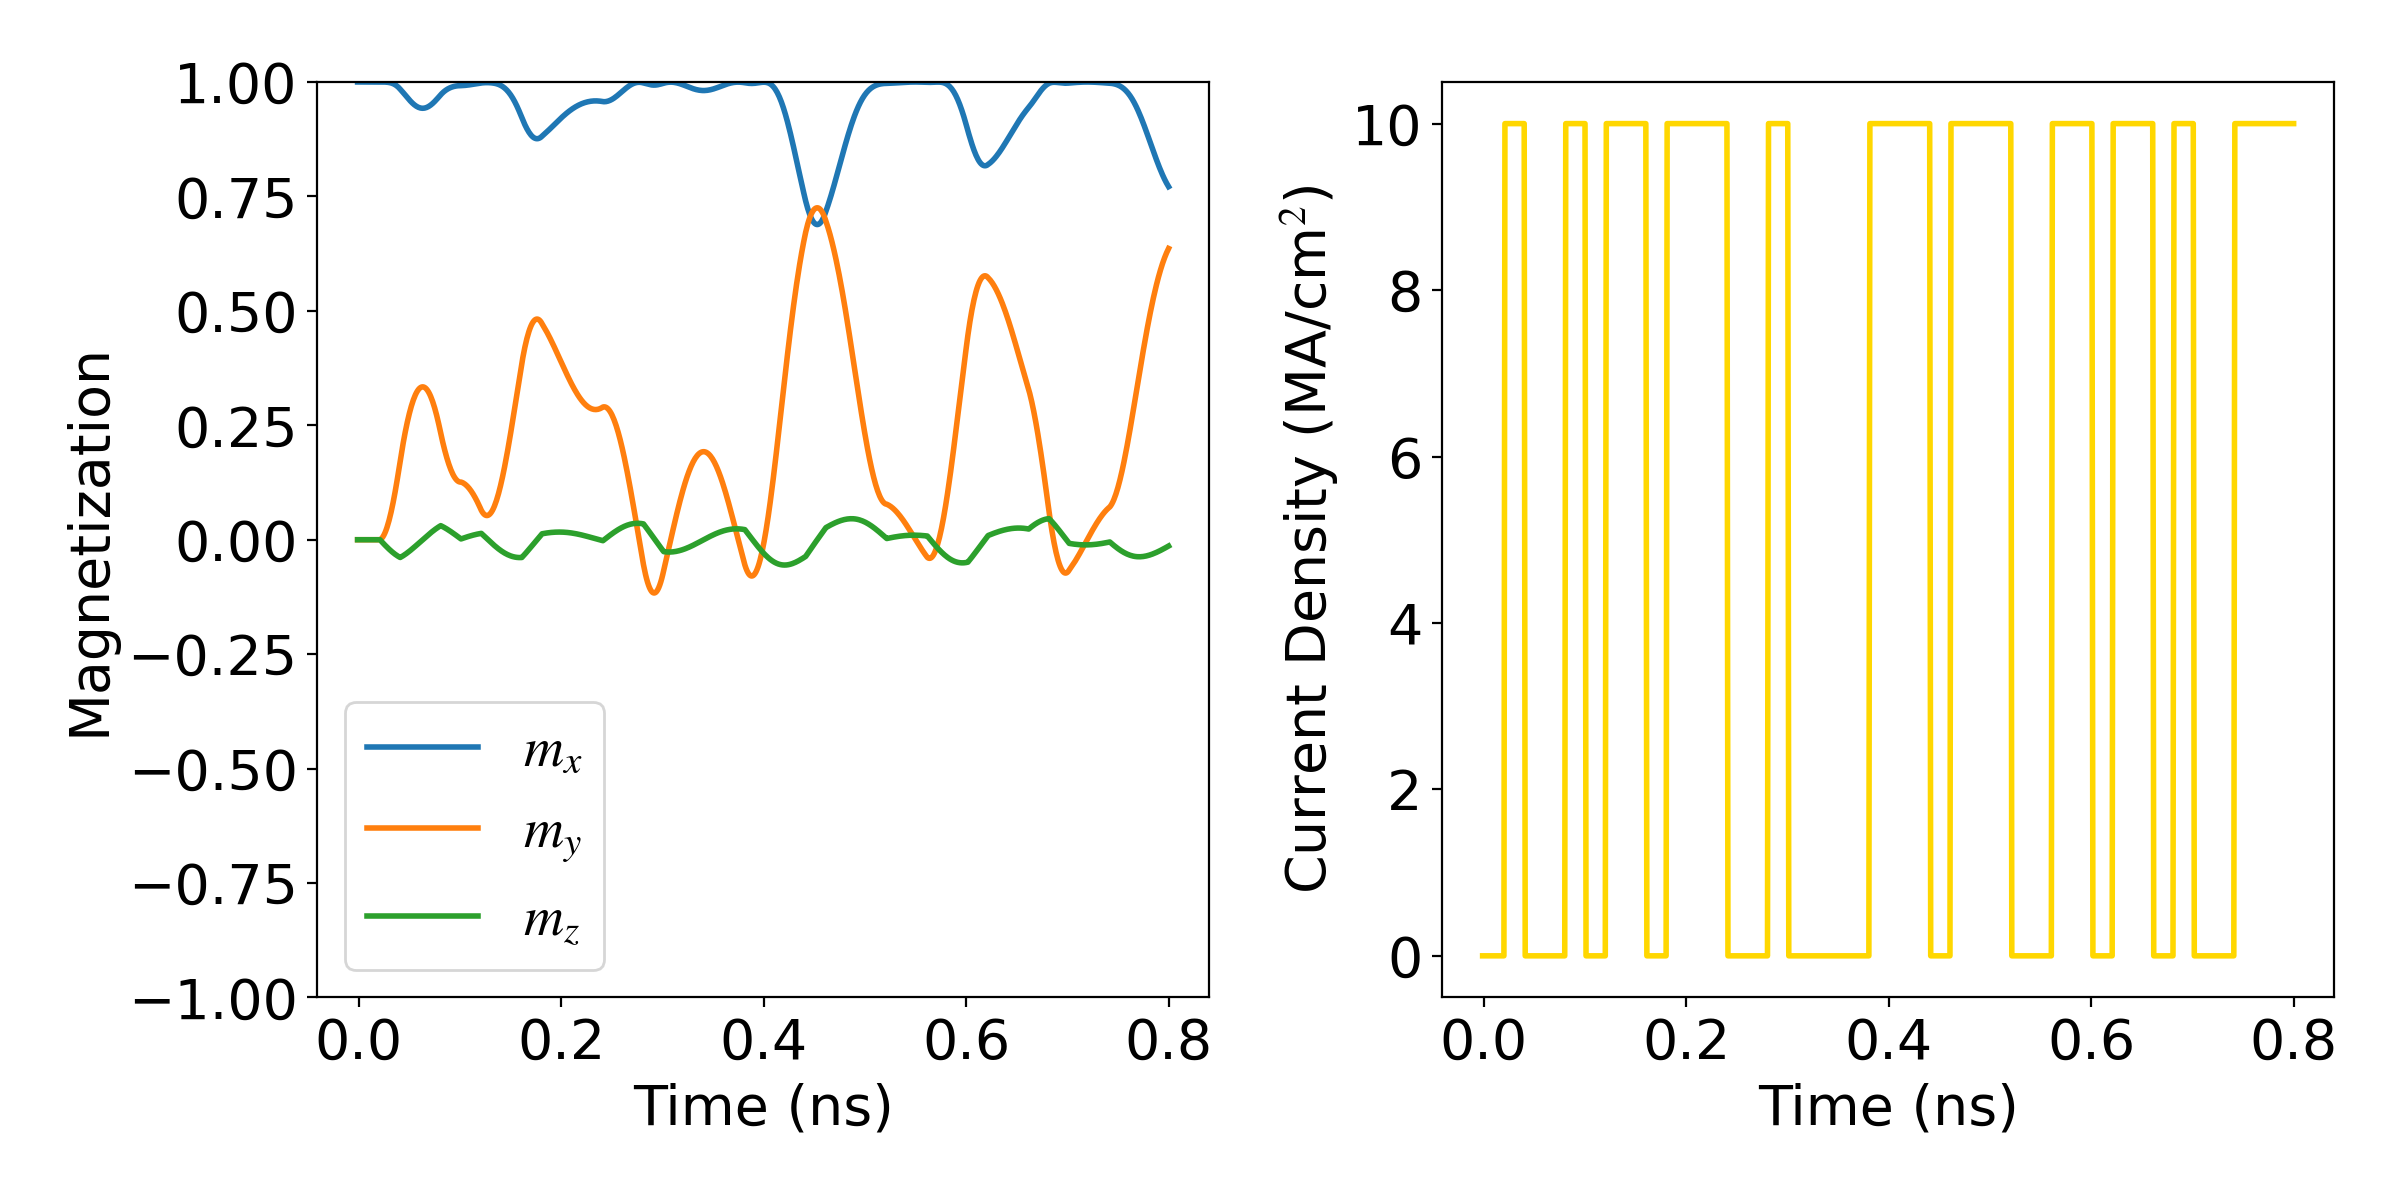 1.00
0.75
0.50
0.25
0.00
−0.25
−0.50
−0.75
−1.00
Magnetization
m_x
m_y
m_z
0.0 0.2 0.4 0.6 0.8
Time (ns)
10
8
6
4
2
0
Current Density (MA/cm²)
0.0 0.2 0.4 0.6 0.8
Time (ns)